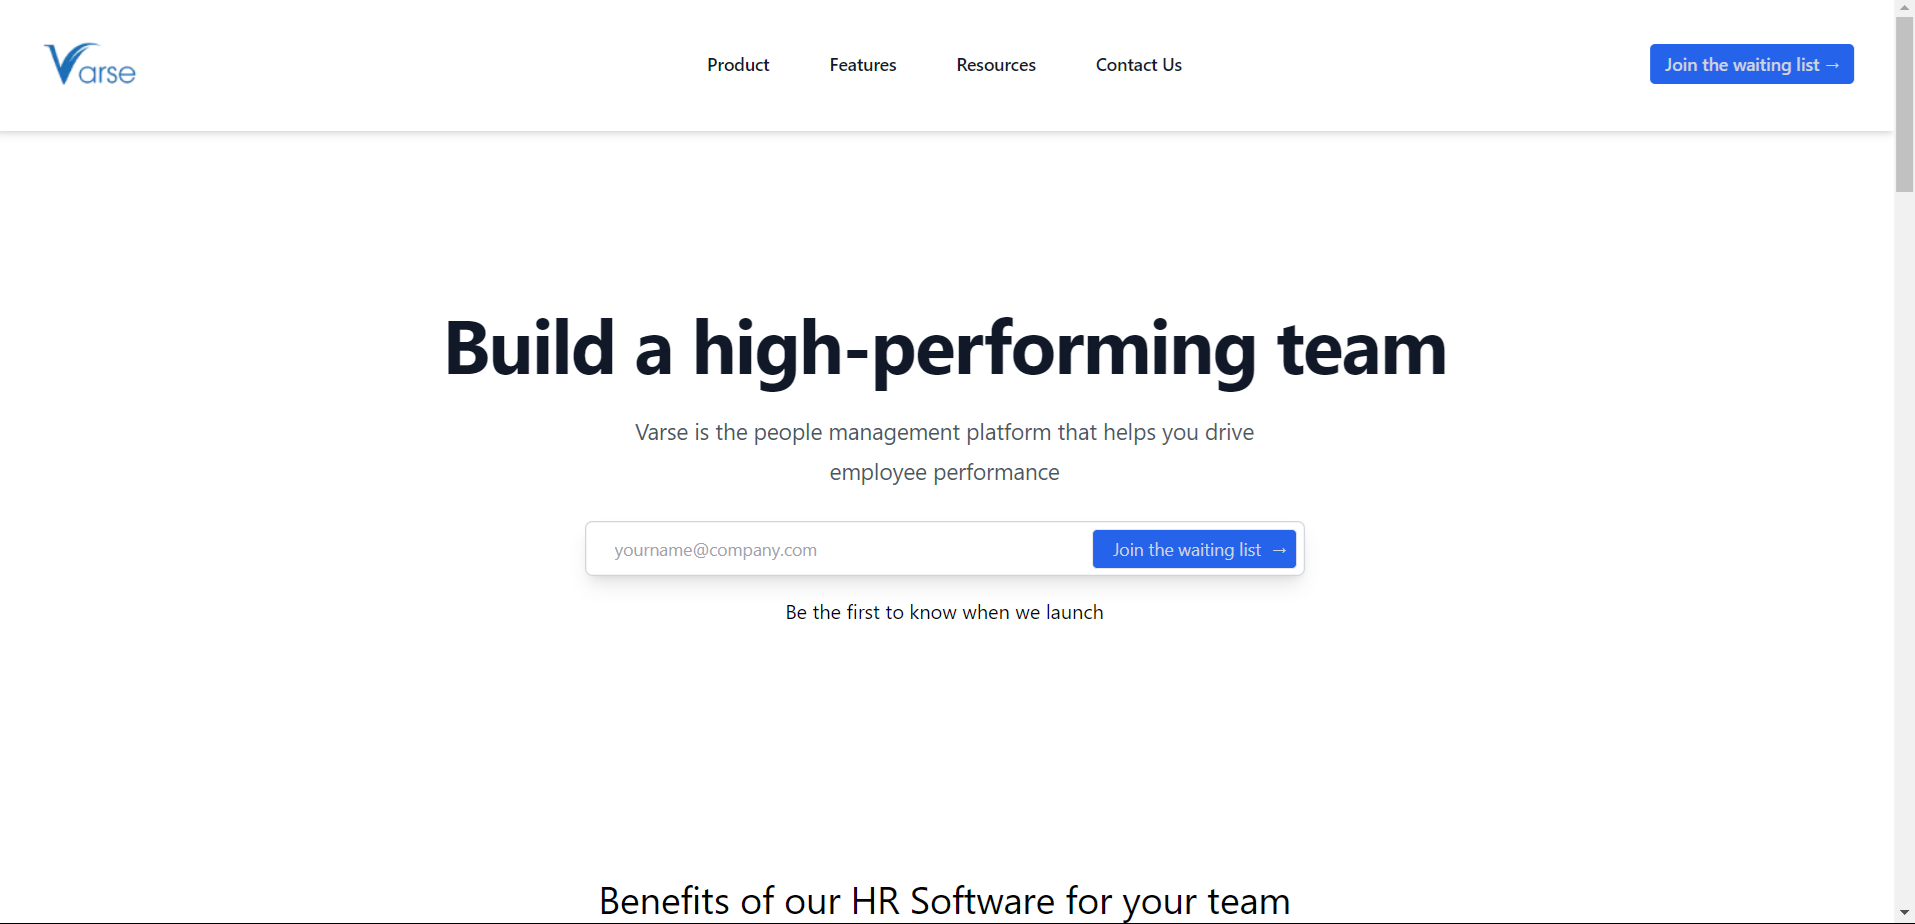 Varse
Product
Features
Resources
Contact Us
Join the waiting list →
Build a high-performing team
Varse is the people management platform that helps you drive
employee performance
yourname@company.com
Join the waiting list →
Be the first to know when we launch
Benefits of our HR Software for your team